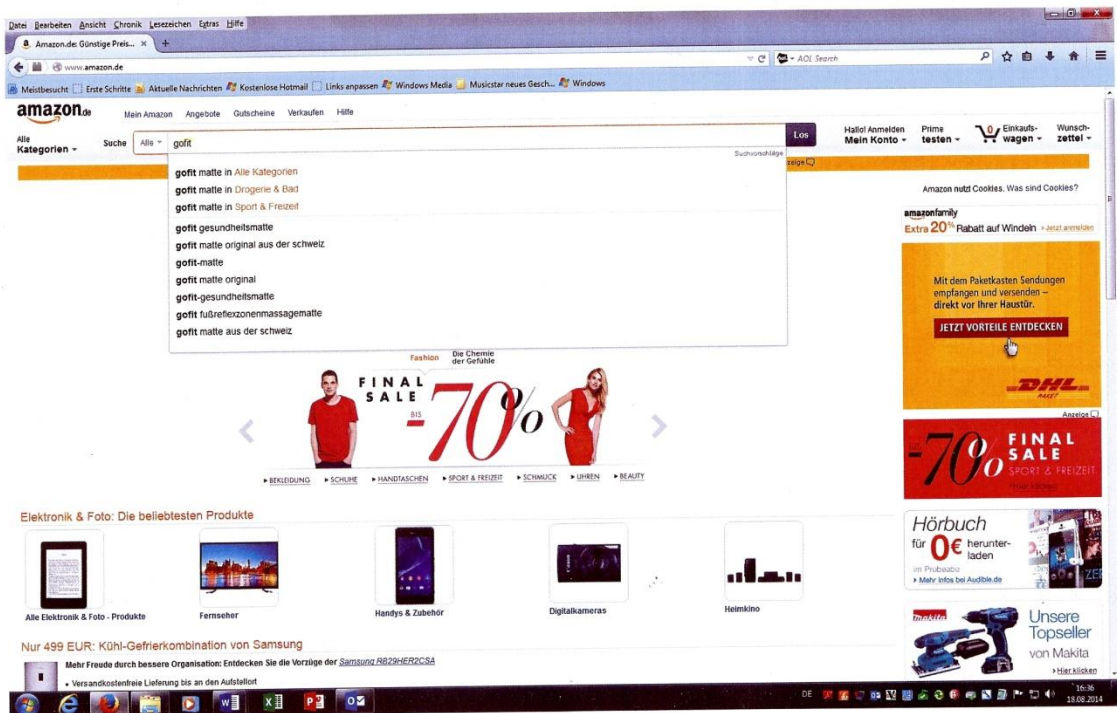 Datei Bearbeiten Ansicht Chronik Lesezeichen Extras Hilfe
Amazon.de: Günstige Preis...
www.amazon.de
AOL Search
Meistbesucht Erste Schritte Aktuelle Nachrichten Kostenlose Hotmail Links anpassen Windows Media Musicstar neues Gesch... Windows
amazon.de
Mein Amazon Angebote Gutscheine Verkaufen Hilfe
Alle Kategorien
Suche Alle gofit Los
Hallo! Anmelden
Mein Konto
Prime
testen
0 Einkaufs-
wagen
Wunsch-
zettel
Suchvorschläge
gofit matte in Alle Kategorien
gofit matte in Drogerie & Bad
gofit matte in Sport & Freizeit
gofit gesundheitsmatte
gofit matte original aus der schweiz
gofit-matte
gofit matte original
gofit-gesundheitsmatte
gofit fußreflexzonenmassagematte
gofit matte aus der schweiz
Amazon nutzt Cookies. Was sind Cookies?
amazonfamily
Extra 20% Rabatt auf Windeln Jetzt anmelden
Mit dem Paketkasten Sendungen
empfangen und versenden –
direkt vor Ihrer Haustür.
JETZT VORTEILE ENTDECKEN
DHL
PAKET
Anzeige
Fashion
Die Chemie
der Gefühle
FINAL
SALE
BIS
-70%
BEKLEIDUNG SCHUHE HANDTASCHEN SPORT & FREIZEIT SCHMUCK UHREN BEAUTY
BIS
-70%
FINAL
SALE
SPORT & FREIZEIT
Elektronik & Foto: Die beliebtesten Produkte
Alle Elektronik & Foto - Produkte
Fernseher
Handys & Zubehör
Digitalkameras
Heimkino
Hörbuch
für 0€ herunter-
laden
im Probeabo
Mehr Infos bei Audible.de
Nur 499 EUR: Kühl-Gefrierkombination von Samsung
Mehr Freude durch bessere Organisation: Entdecken Sie die Vorzüge der Samsung RB29HER2CSA
Versandkostenfreie Lieferung bis an den Aufstellort
makita
Unsere
Topseller
von Makita
Hier klicken
DE
16:36
18.08.2014